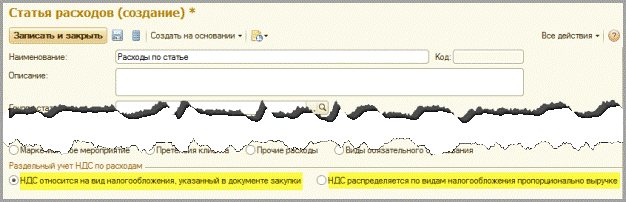 Статья расходов (создание) *
Записать и закрыть Создать на основании Все действия
Наименование: Расходы по статье Код:
Описание:
мероприятие Прочие расходы Виды
Раздельный учет НДС по расходам
НДС относится на вид налогообложения, указанный в документе закупки НДС распределяется по видам налогообложения пропорционально выручке